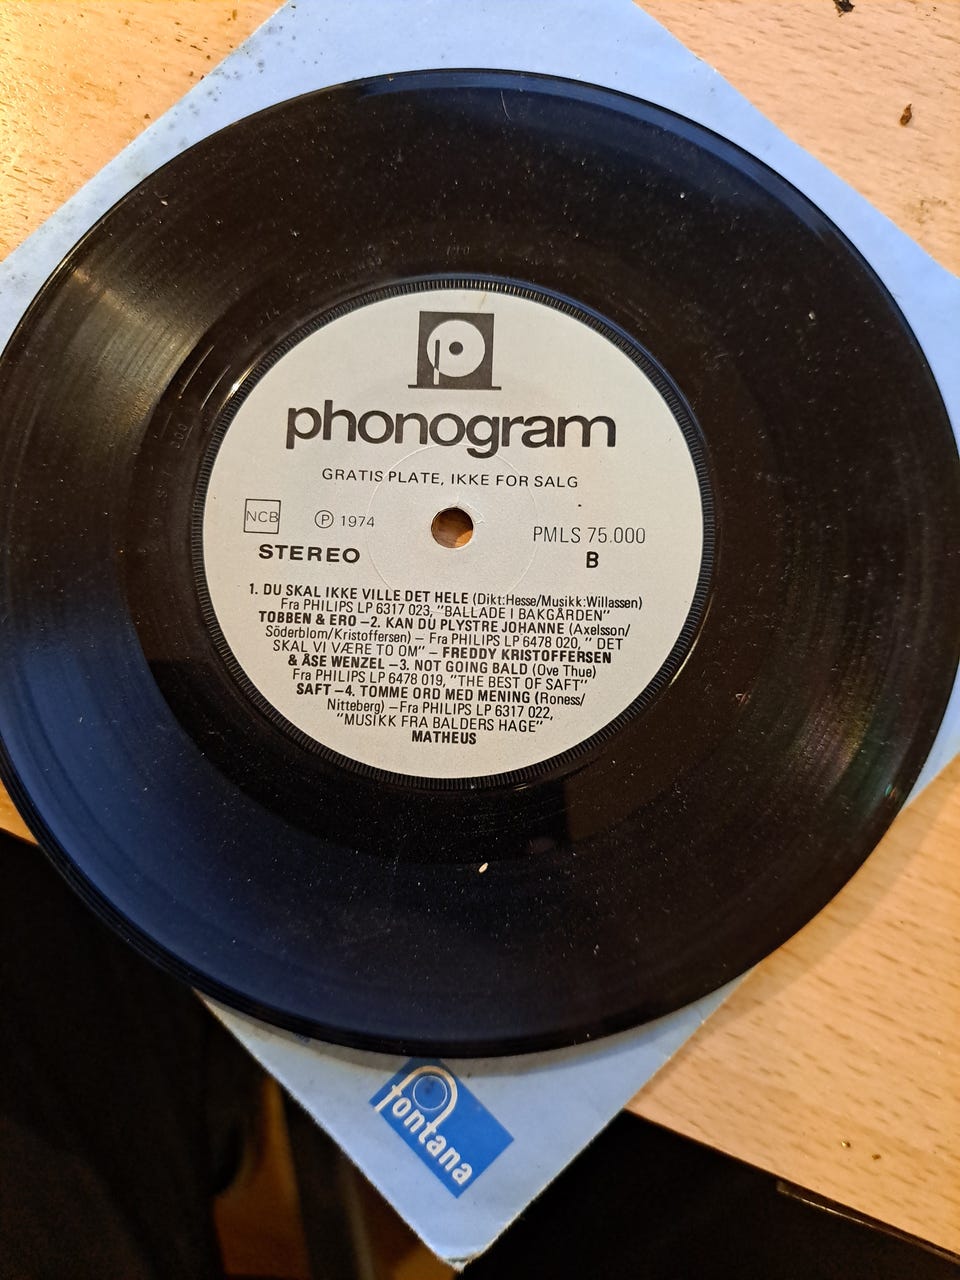 phonogram
GRATIS PLATE, IKKE FOR SALG
NCB
Ⓟ 1974
PMLS 75.000
STEREO
B
1. DU SKAL IKKE VILLE DET HELE (Dikt:Hesse/Musikk:Willassen)
Fra PHILIPS LP 6317 023, "BALLADE I BAKGÅRDEN"
TOBBEN & ERO –2. KAN DU PLYSTRE JOHANNE (Axelsson/
Söderblom/Kristoffersen) – Fra PHILIPS LP 6478 020, " DET
SKAL VI VÆRE TO OM" – FREDDY KRISTOFFERSEN
& ÅSE WENZEL –3. NOT GOING BALD (Ove Thue)
Fra PHILIPS LP 6478 019, "THE BEST OF SAFT"
SAFT –4. TOMME ORD MED MENING (Roness/
Nitteberg) –Fra PHILIPS LP 6317 022,
"MUSIKK FRA BALDERS HAGE"
MATHEUS
fontana